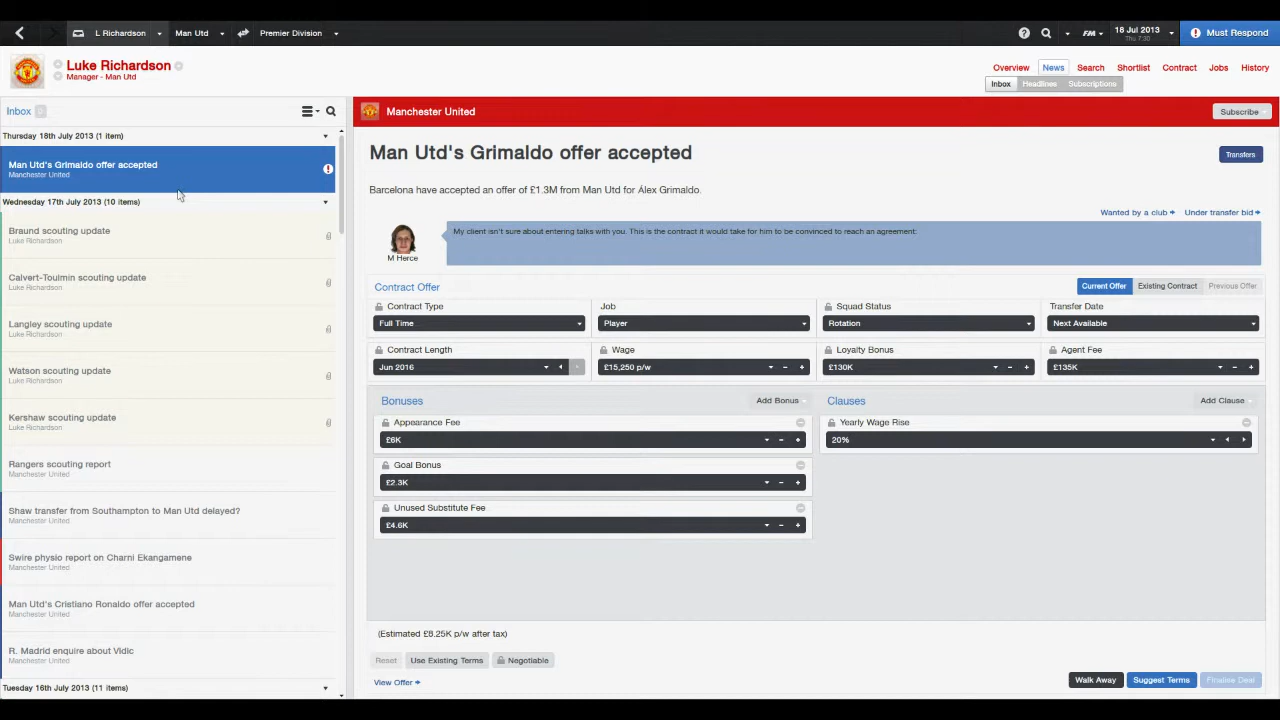 L Richardson
Man Utd
Premier Division
FM
18 Jul 2013
Thu 7:30
Must Respond
Luke Richardson
Manager - Man Utd
Overview
News
Search
Shortlist
Contract
Jobs
History
Inbox
Headlines
Subscriptions
Inbox
Thursday 18th July 2013 (1 item)
Man Utd's Grimaldo offer accepted
Manchester United
Wednesday 17th July 2013 (10 items)
Braund scouting update
Luke Richardson
Calvert-Toulmin scouting update
Luke Richardson
Langley scouting update
Luke Richardson
Watson scouting update
Luke Richardson
Kershaw scouting update
Luke Richardson
Rangers scouting report
Manchester United
Shaw transfer from Southampton to Man Utd delayed?
Manchester United
Swire physio report on Charni Ekangamene
Manchester United
Man Utd's Cristiano Ronaldo offer accepted
Manchester United
R. Madrid enquire about Vidic
Manchester United
Tuesday 16th July 2013 (11 items)
Manchester United
Subscribe
Man Utd's Grimaldo offer accepted
Transfers
Barcelona have accepted an offer of £1.3M from Man Utd for Álex Grimaldo.
Wanted by a club
Under transfer bid
M Herce
My client isn't sure about entering talks with you. This is the contract it would take for him to be convinced to reach an agreement:
Contract Offer
Current Offer
Existing Contract
Previous Offer
Contract Type
Job
Squad Status
Transfer Date
Full Time
Player
Rotation
Next Available
Contract Length
Wage
Loyalty Bonus
Agent Fee
Jun 2016
£15,250 p/w
£130K
£135K
Bonuses
Add Bonus
Clauses
Add Clause
Appearance Fee
£6K
Yearly Wage Rise
20%
Goal Bonus
£2.3K
Unused Substitute Fee
£4.6K
(Estimated £8.25K p/w after tax)
Reset
Use Existing Terms
Negotiable
View Offer
Walk Away
Suggest Terms
Finalise Deal